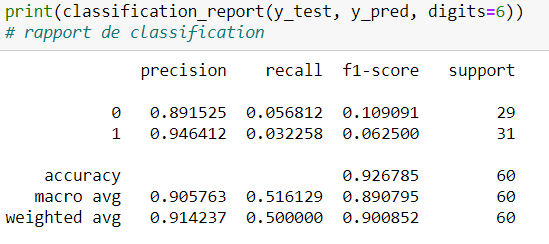 print(classification_report(y_test, y_pred, digits=6))
# rapport de classification
precision recall f1-score support
0 0.891525 0.056812 0.109091 29
1 0.946412 0.032258 0.062500 31
accuracy 0.926785 60
macro avg 0.905763 0.516129 0.890795 60
weighted avg 0.914237 0.500000 0.900852 60